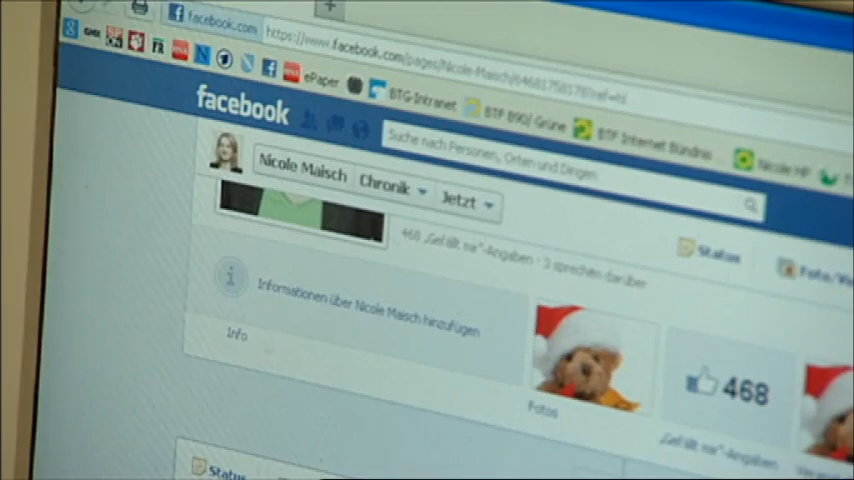 facebook.com
https://www.facebook.com/pages/Nicole-Maisch/
GMX
ePaper
BTG-Intranet
BTF B90/ Grüne
BTF Internet Bündnis
Nicole HP
facebook
Suche nach Personen, Orten und Dingen
Nicole Maisch
Chronik
Jetzt
468 „Gefällt mir“-Angaben · 3 sprechen darüber
Status
Informationen über Nicole Maisch hinzufügen
468
Info
Fotos
„Gefällt mir“-Angaben
Status